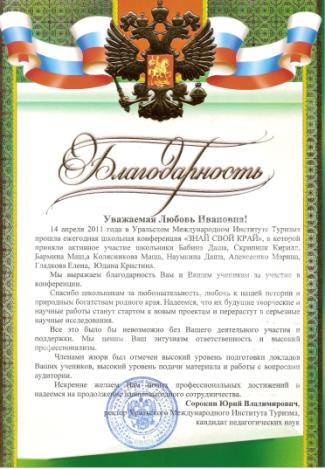 Благодарность
Уважаемая Любовь Ивановна!
14 апреля 2011 года в Уральском Международном Институте Туризма
прошла ежегодная школьная конференция «ЗНАЙ СВОЙ КРАЙ», в которой
приняли активное участие школьники Бабина Даша, Скрипник Кирилл,
Бармина Маша, Колясникова Маша, Наумкина Даша, Алексеенко Марина,
Гладкова Елена, Юдина Кристина.
Мы выражаем благодарность Вам и Вашим ученикам за участие в
конференции.
Спасибо школьникам за любознательность, любовь к нашей истории и
природным богатствам родного края. Надеемся, что их будущие творческие и
научные работы станут стартом к новым проектам и перерастут в серьезные
научные исследования.
Все это было бы невозможно без Вашего деятельного участия и
поддержки. Мы ценим Ваш энтузиазм ответственность и высокий
профессионализм.
Членами жюри был отмечен высокий уровень подготовки докладов
Ваших учеников, высокий уровень подачи материала и работы с вопросами
аудитории.
Искренне желаем Вам новых профессиональных достижений и
надеемся на продолжение сотрудничества.
Сорокин Юрий Владимирович,
ректор Уральского Международного Института Туризма,
кандидат педагогических наук